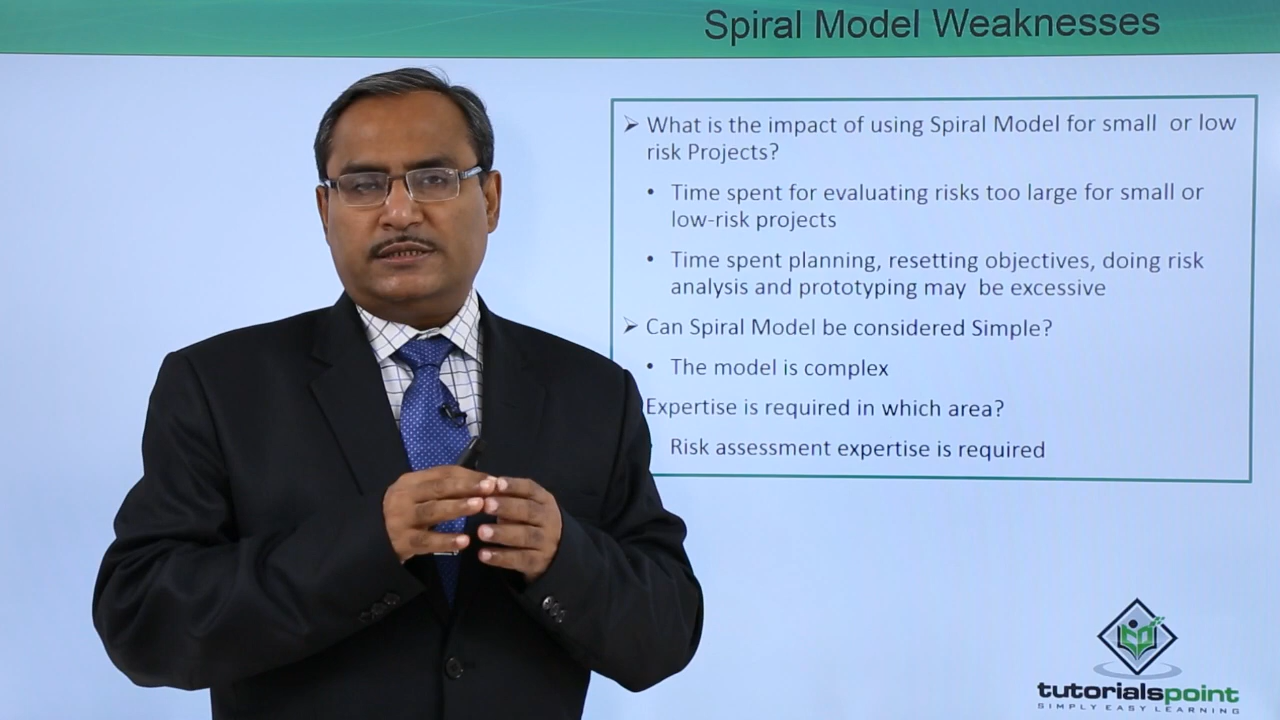 Spiral Model Weaknesses
➢ What is the impact of using Spiral Model for small or low
risk Projects?
• Time spent for evaluating risks too large for small or
low-risk projects
• Time spent planning, resetting objectives, doing risk
analysis and prototyping may be excessive
➢ Can Spiral Model be considered Simple?
• The model is complex
Expertise is required in which area?
Risk assessment expertise is required
tutorialspoint
SIMPLY EASY LEARNING